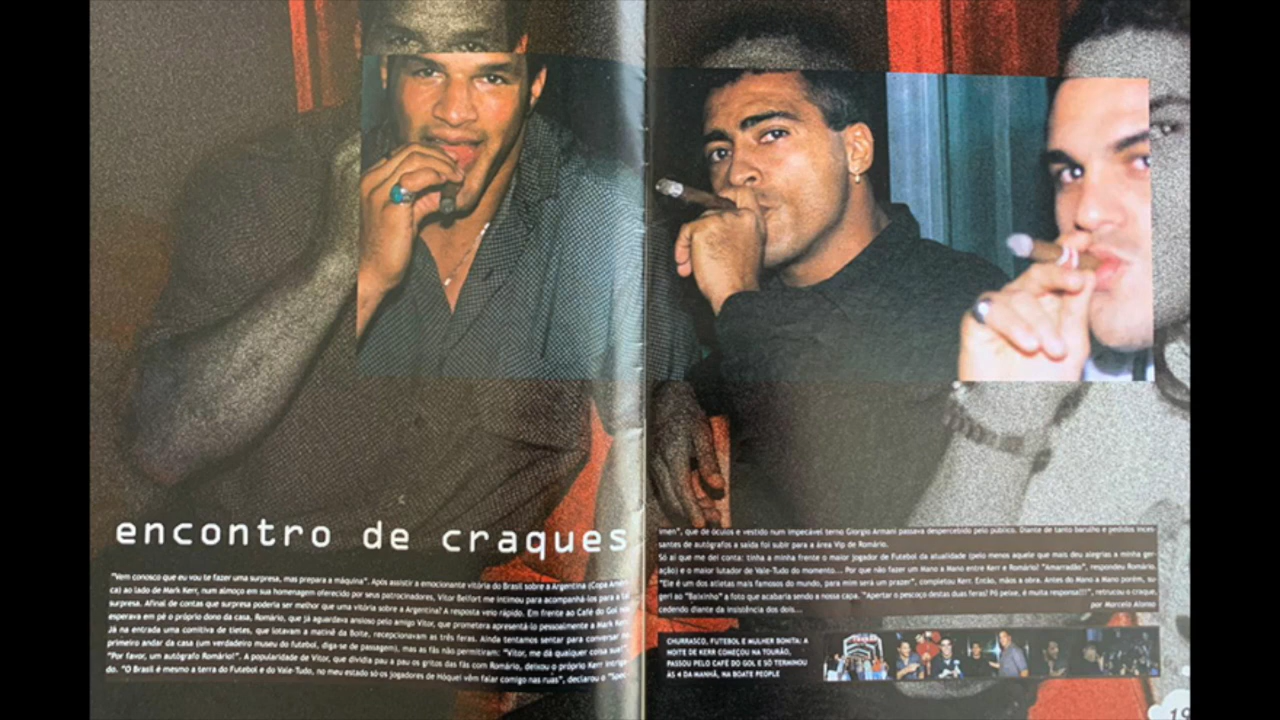 encontro de craques
"Vem conosco que eu vou te fazer uma surpresa, mas prepara a máquina". Após assistir a emocionante vitória do Brasil sobre a Argentina (Copa Améri
ca) ao lado de Mark Kerr, num almoço em sua homenagem oferecido por seus patrocinadores, Vitor Belfort me intimou para acompanhá-los para a tal
surpresa. Afinal de contas que surpresa poderia ser melhor que uma vitória sobre a Argentina? A resposta veio rápido. Em frente ao Café do Gol nos
esperava em pé o próprio dono da casa, Romário, que já aguardava ansioso pelo amigo Vitor, que prometera apresentá-lo pessoalmente a Mark Kerr
Já na entrada uma comitiva de tietes, que lotavam a matinê da Boite, recepcionavam as três feras. Ainda tentamos sentar para conversar no
primeiro andar da casa (um verdadeiro museu do futebol, diga-se de passagem), mas as fãs não permitiram: "Vitor, me dá qualquer coisa sua!",
"Por favor, um autógrafo Romário!". A popularidade de Vitor, que dividia pau a pau os gritos das fãs com Romário, deixou o próprio Kerr intriga
do. "O Brasil é mesmo a terra do Futebol e do Vale-Tudo, no meu estado só os jogadores de Hóquei vêm falar comigo nas ruas", declarou o "Spec
imen", que de óculos e vestido num impecável terno Giorgio Armani passava despercebido pelo público. Diante de tanto barulho e pedidos inces
santes de autógrafos a saída foi subir para a área Vip de Romário.
Só aí que me dei conta: tinha a minha frente o maior jogador de Futebol da atualidade (pelo menos aquele que mais deu alegrias a minha ger
ação) e o maior lutador de Vale-Tudo do momento... Por que não fazer um Mano a Mano entre Kerr e Romário? "Amarradão", respondeu Romário
"Ele é um dos atletas mais famosos do mundo, para mim será um prazer", completou Kerr. Então, mãos a obra. Antes do Mano a Mano porém, su
geri ao "Baixinho" a foto que acabaria sendo a nossa capa. "Apertar o pescoço destas duas feras? Pô peixe, é muita responsa!!!", retrucou o craque
cedendo diante da insistência dos dois...
por Marcelo Alonso
CHURRASCO, FUTEBOL E MULHER BONITA: A
NOITE DE KERR COMEÇOU NA TOURÃO,
PASSOU PELO CAFÉ DO GOL E SÓ TERMINOU
ÀS 4 DA MANHÃ, NA BOATE PEOPLE
19